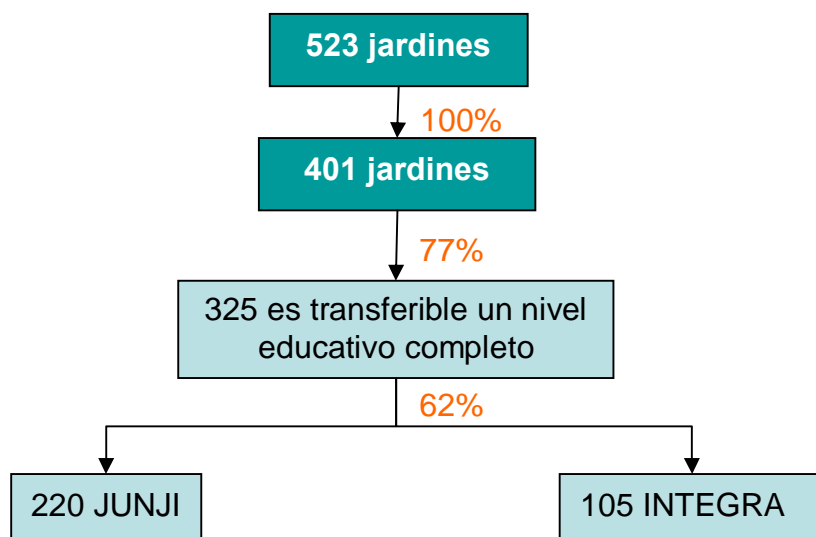 523 jardines
100%
401 jardines
77%
325 es transferible un nivel
educativo completo
62%
220 JUNJI
105 INTEGRA